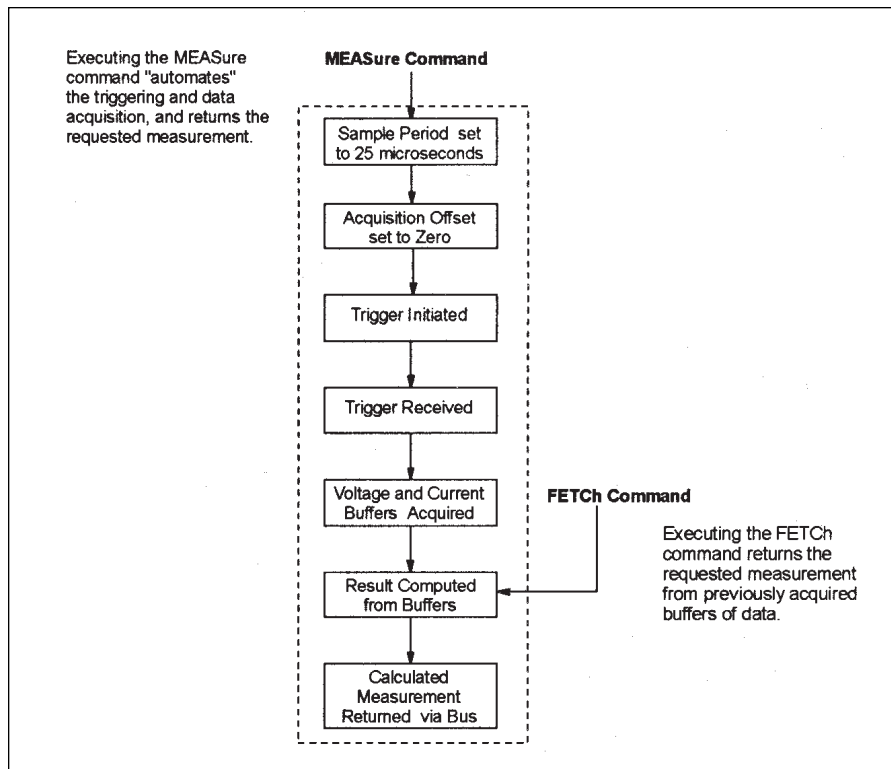 Executing the MEASure
command "automates"
the triggering and data
acquisition, and returns the
requested measurement.
MEASure Command
Sample Period set
to 25 microseconds
Acquisition Offset
set to Zero
Trigger Initiated
Trigger Received
Voltage and Current
Buffers Acquired
FETCh Command
Executing the FETCh
command returns the
requested measurement
from previously acquired
buffers of data.
Result Computed
from Buffers
Calculated
Measurement
Returned via Bus